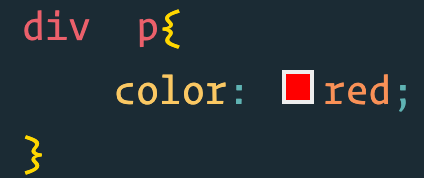 div  p{
    color: red;
}